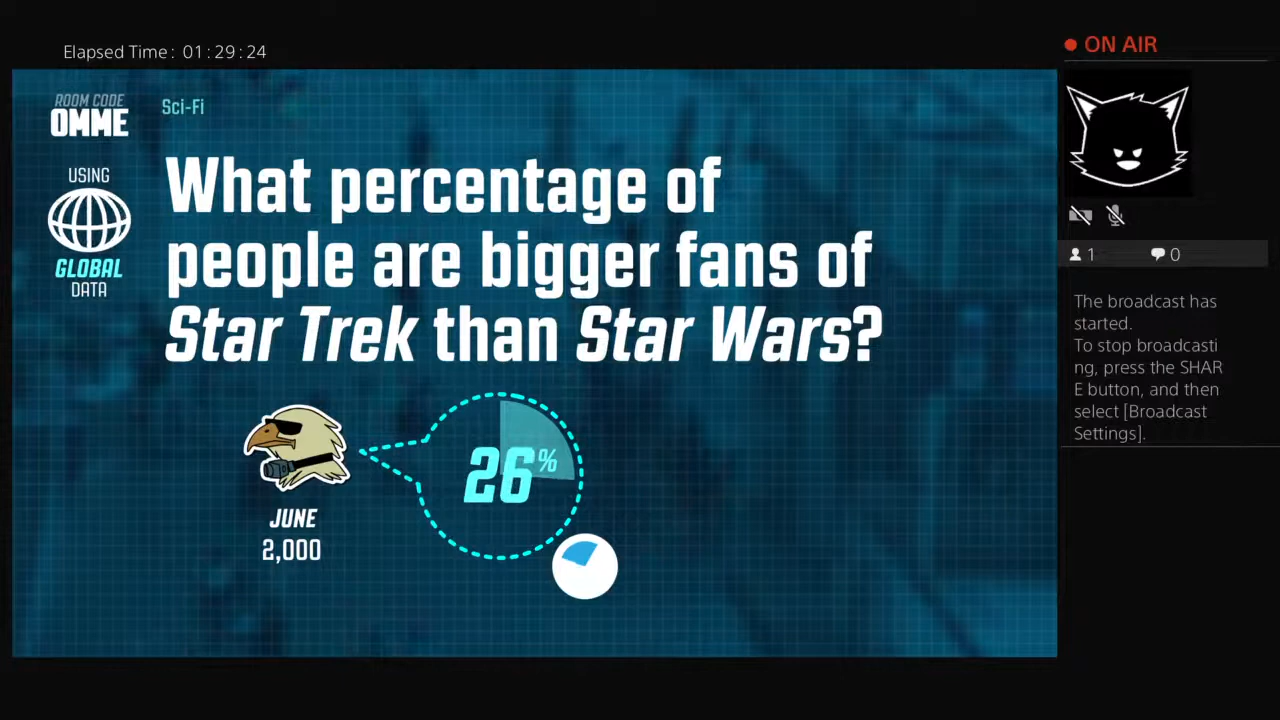 Elapsed Time: 01:29:24
ON AIR
ROOM CODE
OMME
Sci-Fi
USING
GLOBAL
DATA
What percentage of
people are bigger fans of
Star Trek than Star Wars?
26%
JUNE
2,000
1
0
The broadcast has
started.
To stop broadcasti
ng, press the SHAR
E button, and then
select [Broadcast
Settings].